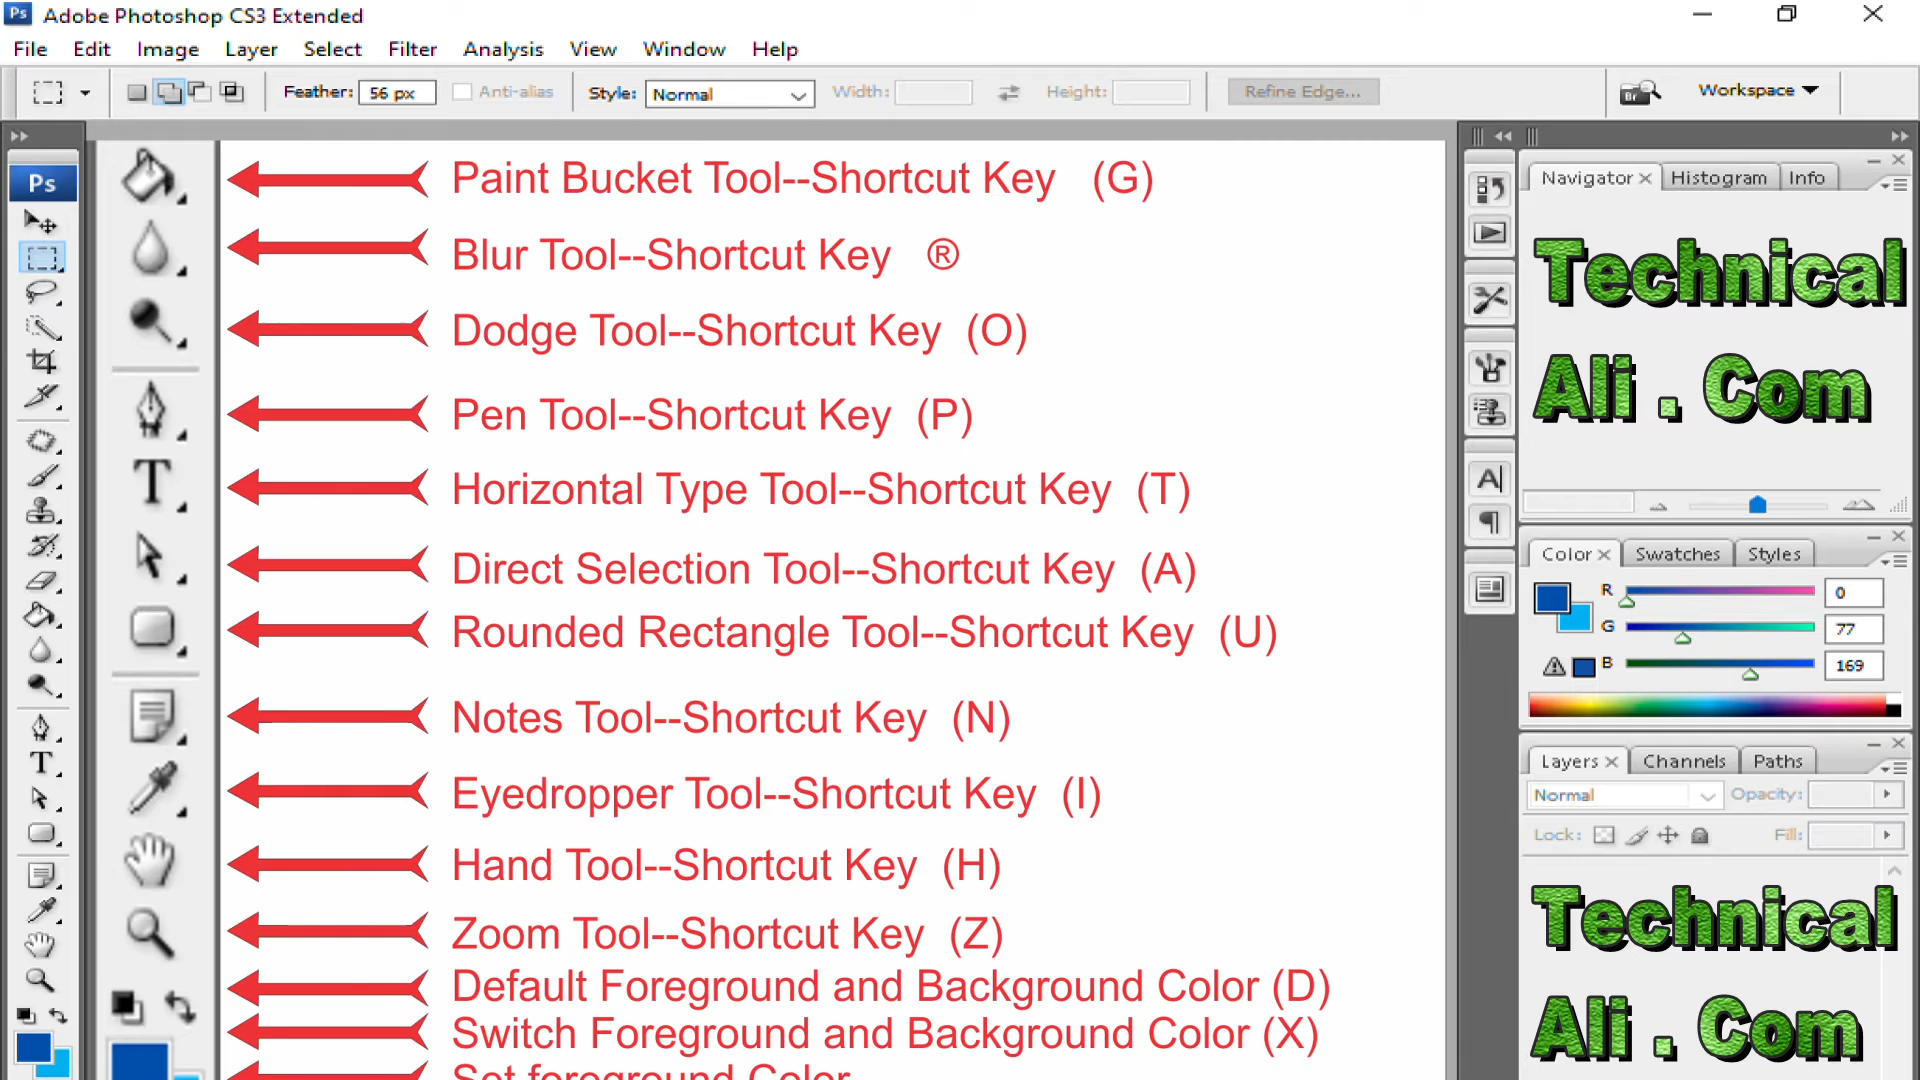 Ps Adobe Photoshop CS3 Extended
File Edit Image Layer Select Filter Analysis View Window Help
Feather: 56 px Anti-alias Style: Normal Width: Height: Refine Edge... Br Workspace
Ps
Paint Bucket Tool--Shortcut Key (G)
Blur Tool--Shortcut Key ®
Dodge Tool--Shortcut Key (O)
Pen Tool--Shortcut Key (P)
Horizontal Type Tool--Shortcut Key (T)
Direct Selection Tool--Shortcut Key (A)
Rounded Rectangle Tool--Shortcut Key (U)
Notes Tool--Shortcut Key (N)
Eyedropper Tool--Shortcut Key (I)
Hand Tool--Shortcut Key (H)
Zoom Tool--Shortcut Key (Z)
Default Foreground and Background Color (D)
Switch Foreground and Background Color (X)
Set foreground Color
Navigator Histogram Info
Technical
Ali . Com
Color Swatches Styles
R 0
G 77
B 169
Layers Channels Paths
Normal Opacity:
Lock: Fill:
Technical
Ali . Com